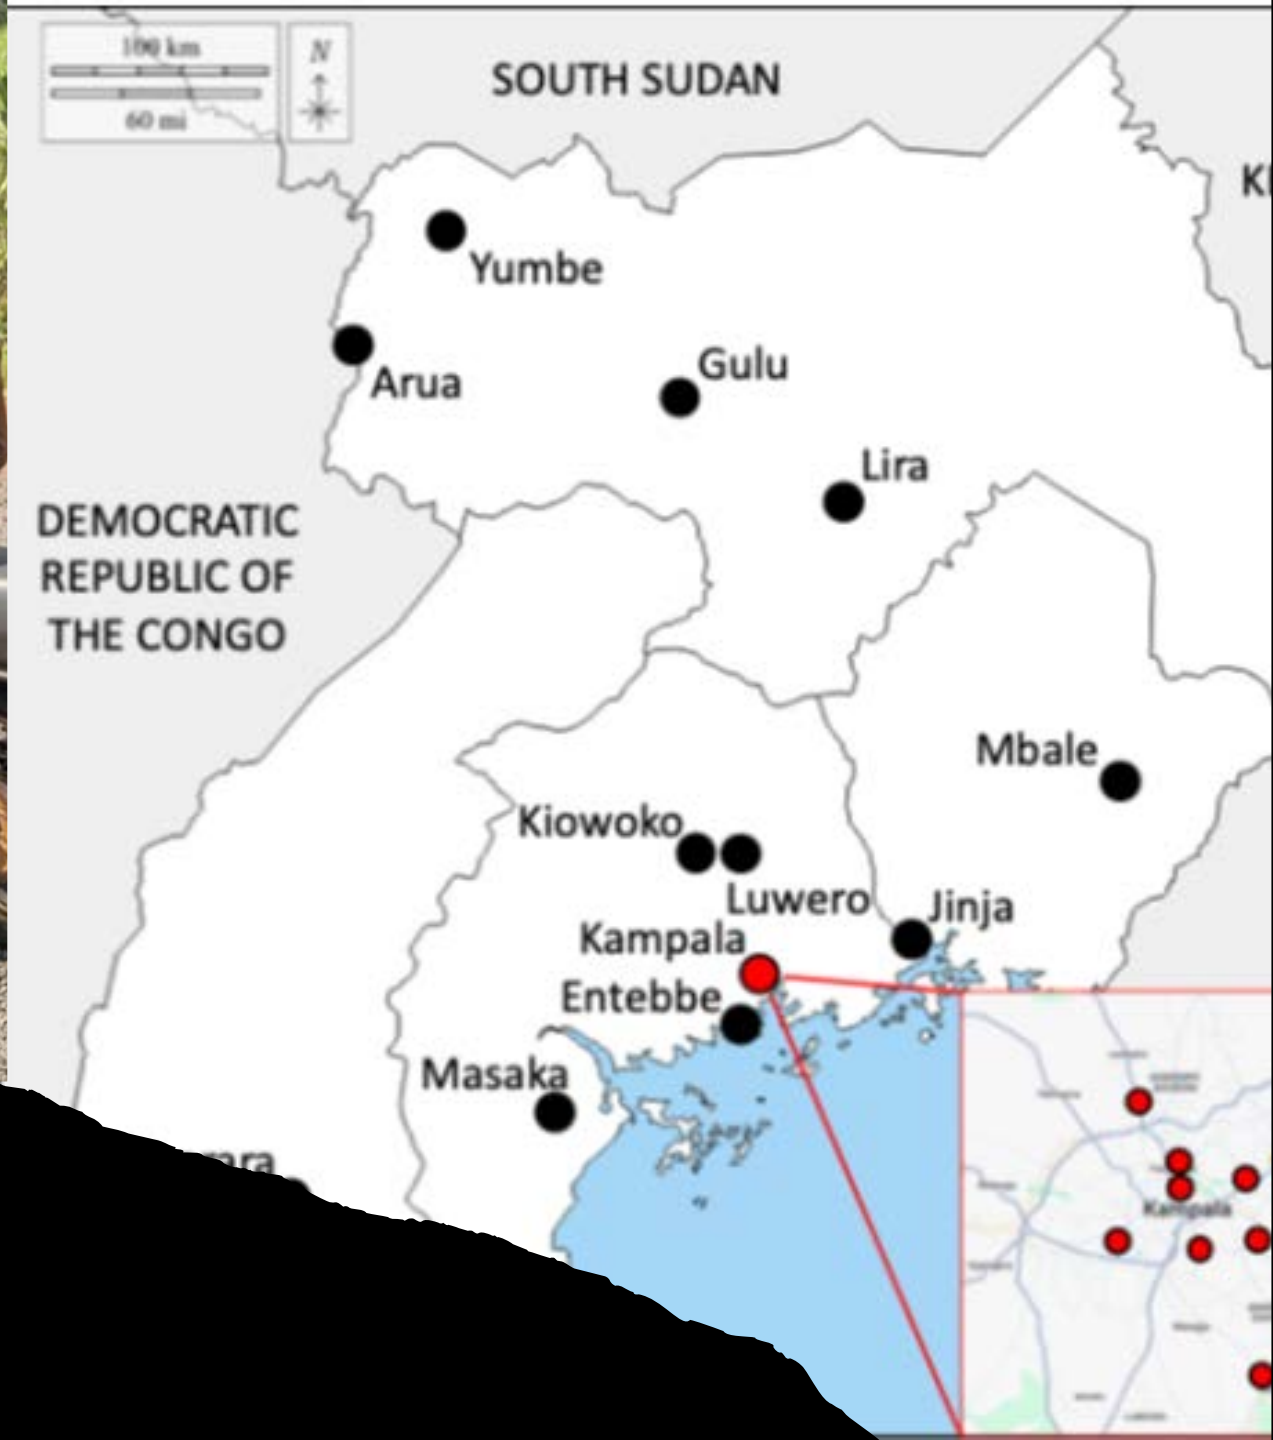 100 km
60 mi
N
SOUTH SUDAN
Yumbe
Arua
Gulu
Lira
DEMOCRATIC
REPUBLIC OF
THE CONGO
Mbale
Kiowoko
Luwero
Jinja
Kampala
Entebbe
Masaka
Kampala